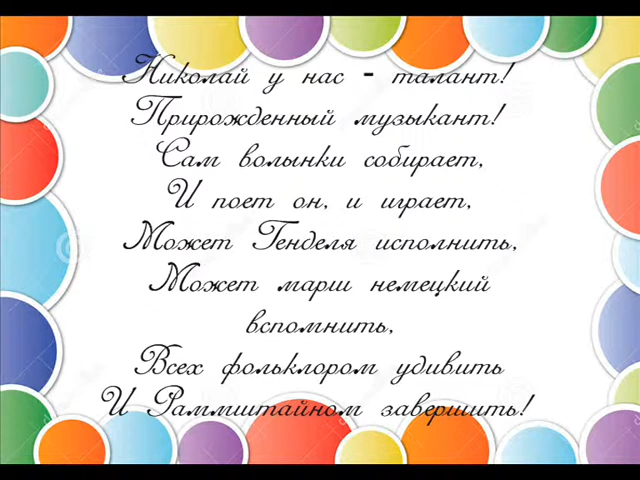 Николай у нас - талант!
Прирожденный музыкант!
Сам волынки собирает,
И поет он, и играет,
Может Генделя исполнить,
Может марш немецкий
вспомнить,
Всех фольклором удивить
И Раммштайном завершить!